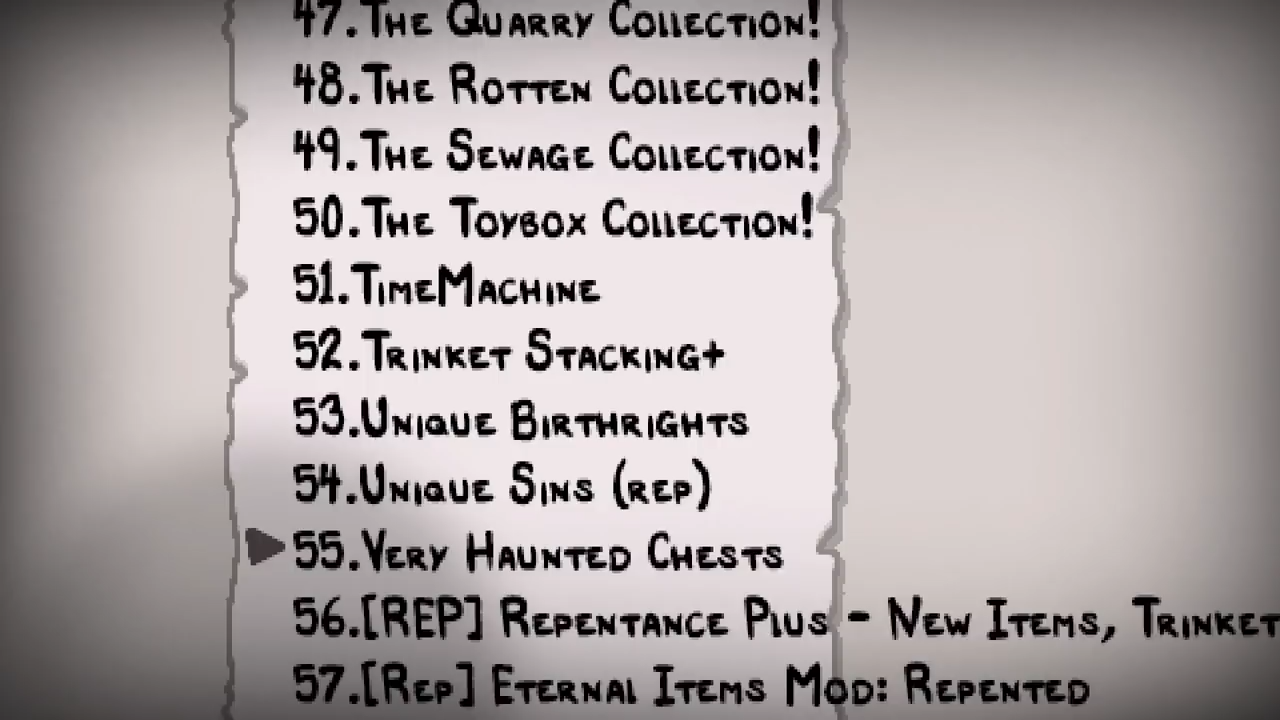 47.The Quarry Collection!
48.The Rotten Collection!
49.The Sewage Collection!
50.The Toybox Collection!
51.TimeMachine
52.Trinket Stacking+
53.Unique Birthrights
54.Unique Sins (rep)
55.Very Haunted Chests
56.[REP] Repentance Plus - New Items, Trinket
57.[Rep] Eternal Items Mod: Repented